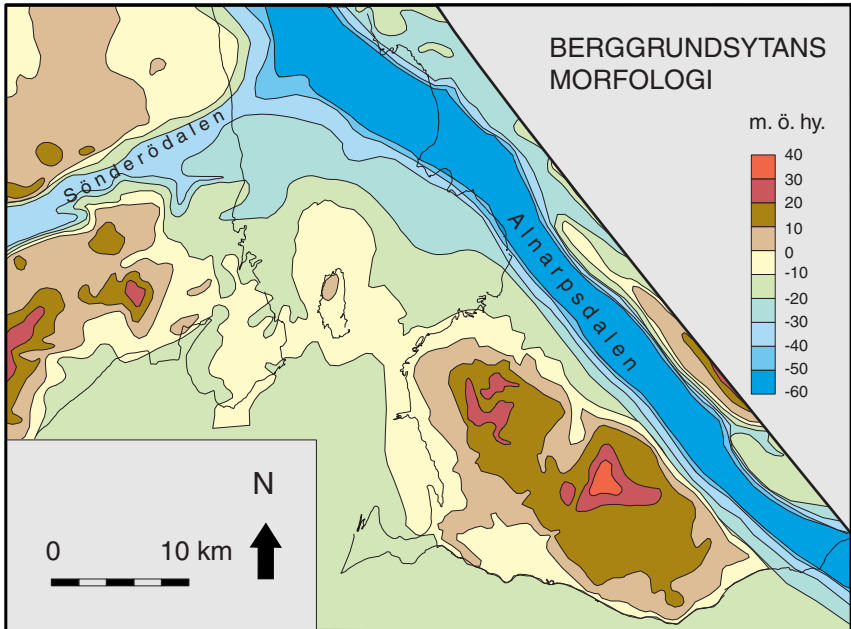 BERGGRUNDSYTANS
MORFOLOGI
m. ö. hy.
40
30
20
10
0
-10
-20
-30
-40
-50
-60
Sönderödalen
Alnarpsdalen
N
0 10 km